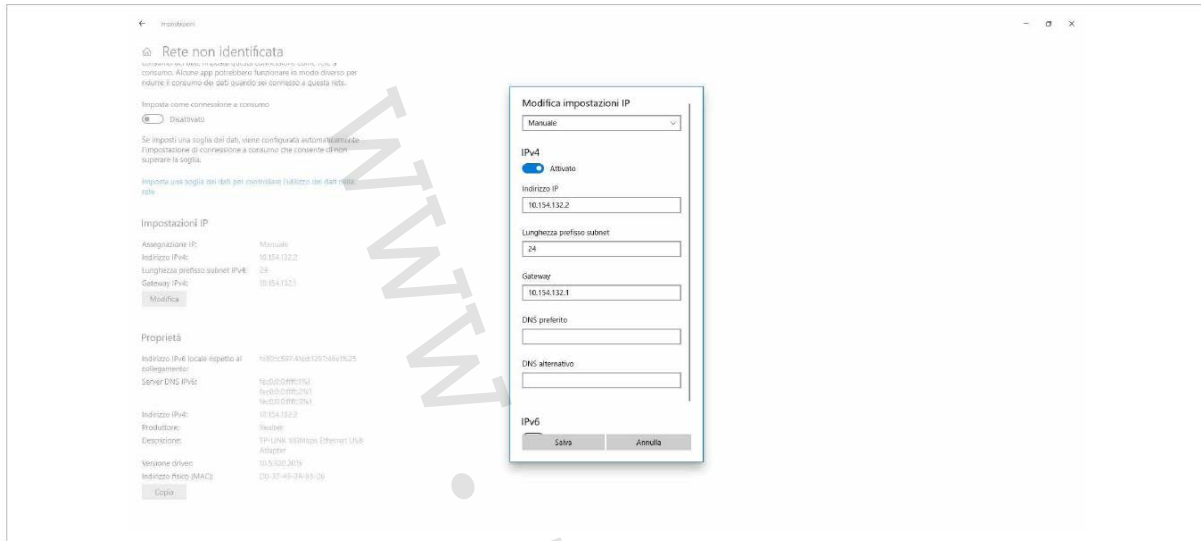 Impostazioni
Rete non identificata
consumo. Alcune app potrebbero funzionare in modo diverso per
ridurre il consumo dei dati quando sei connesso a questa rete.
Imposta come connessione a consumo
Disattivato
Se imposti una soglia dei dati, viene configurata automaticamente
l'impostazione di connessione a consumo che consente di non
superare la soglia.
Imposta una soglia dei dati per controllare l'utilizzo dei dati nella
rete
Impostazioni IP
Assegnazione IP: Manuale
Indirizzo IPv4: 10.154.132.2
Lunghezza prefisso subnet IPv4: 24
Gateway IPv4: 10.154.132.1
Modifica
Proprietà
Indirizzo IPv6 locale rispetto al
collegamento:
Server DNS IPv6:
Indirizzo IPv4: 10.154.132.2
Produttore: Realtek
Descrizione: TP-LINK Ethernet USB
Adapter
Versione driver:
Indirizzo fisico (MAC):
Copia
Modifica impostazioni IP
Manuale
IPv4
Attivato
Indirizzo IP
10.154.132.2
Lunghezza prefisso subnet
24
Gateway
10.154.132.1
DNS preferito
DNS alternativo
IPv6
Salva Annulla
www.